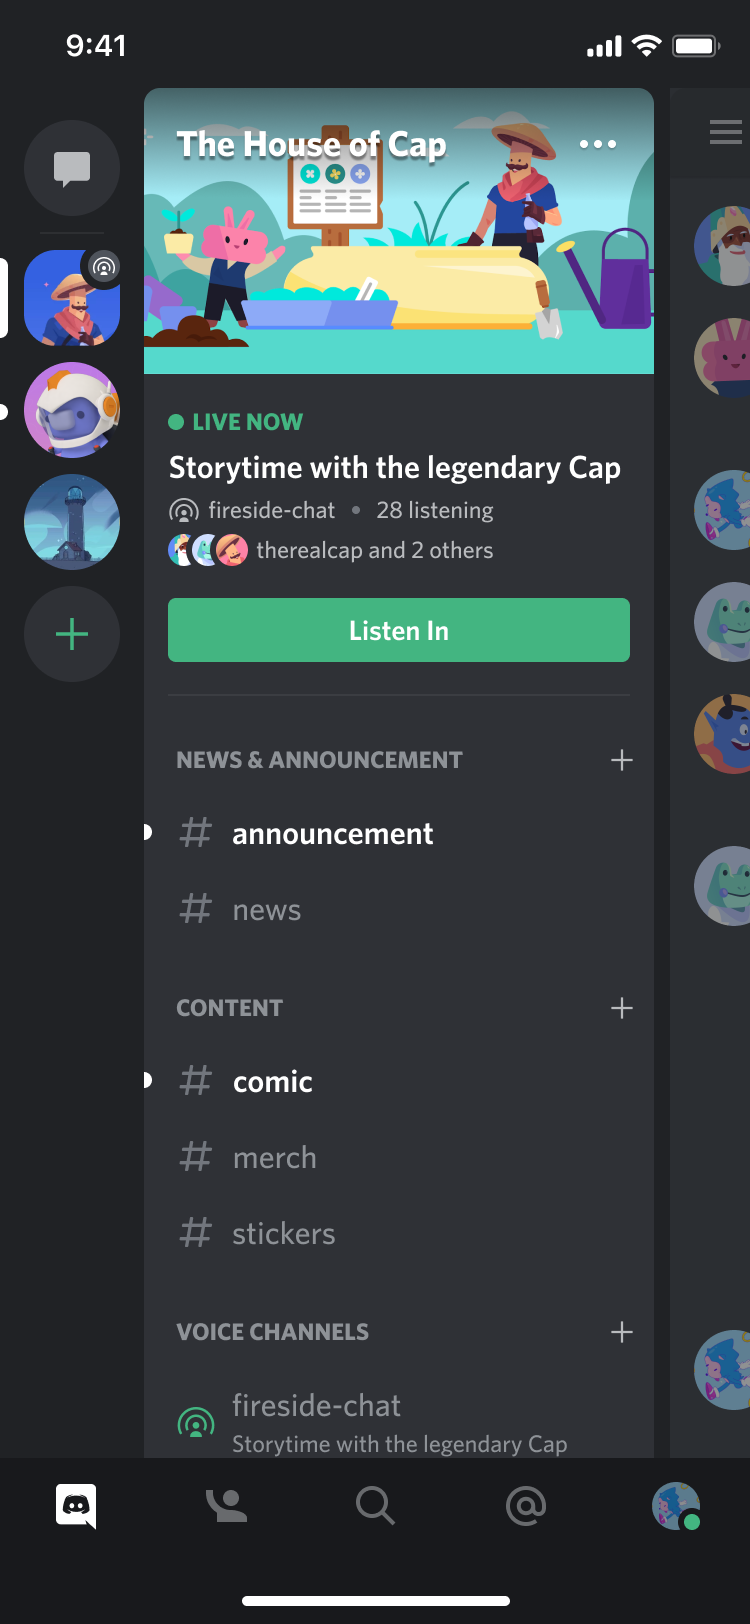 9:41
The House of Cap
LIVE NOW
Storytime with the legendary Cap
fireside-chat • 28 listening
therealcap and 2 others
Listen In
NEWS & ANNOUNCEMENT
# announcement
# news
CONTENT
# comic
# merch
# stickers
VOICE CHANNELS
fireside-chat
Storytime with the legendary Cap